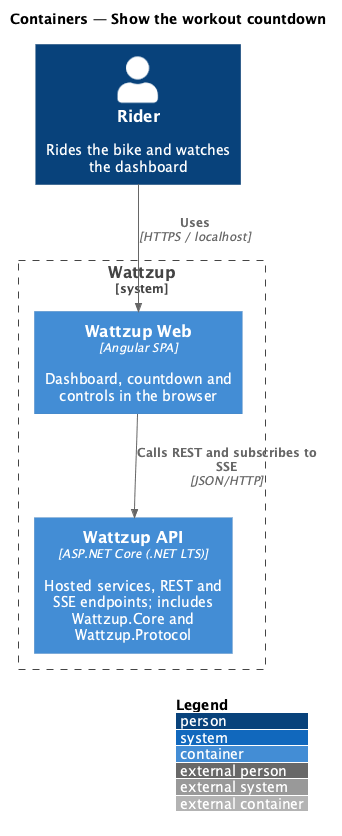 Containers — Show the workout countdown
Rider
Rides the bike and watches
the dashboard
Uses
[HTTPS / localhost]
Wattzup
[system]
Wattzup Web
[Angular SPA]
Dashboard, countdown and
controls in the browser
Calls REST and subscribes to
SSE
[JSON/HTTP]
Wattzup API
[ASP.NET Core (.NET LTS)]
Hosted services, REST and
SSE endpoints; includes
Wattzup.Core and
Wattzup.Protocol
Legend
person
system
container
external person
external system
external container